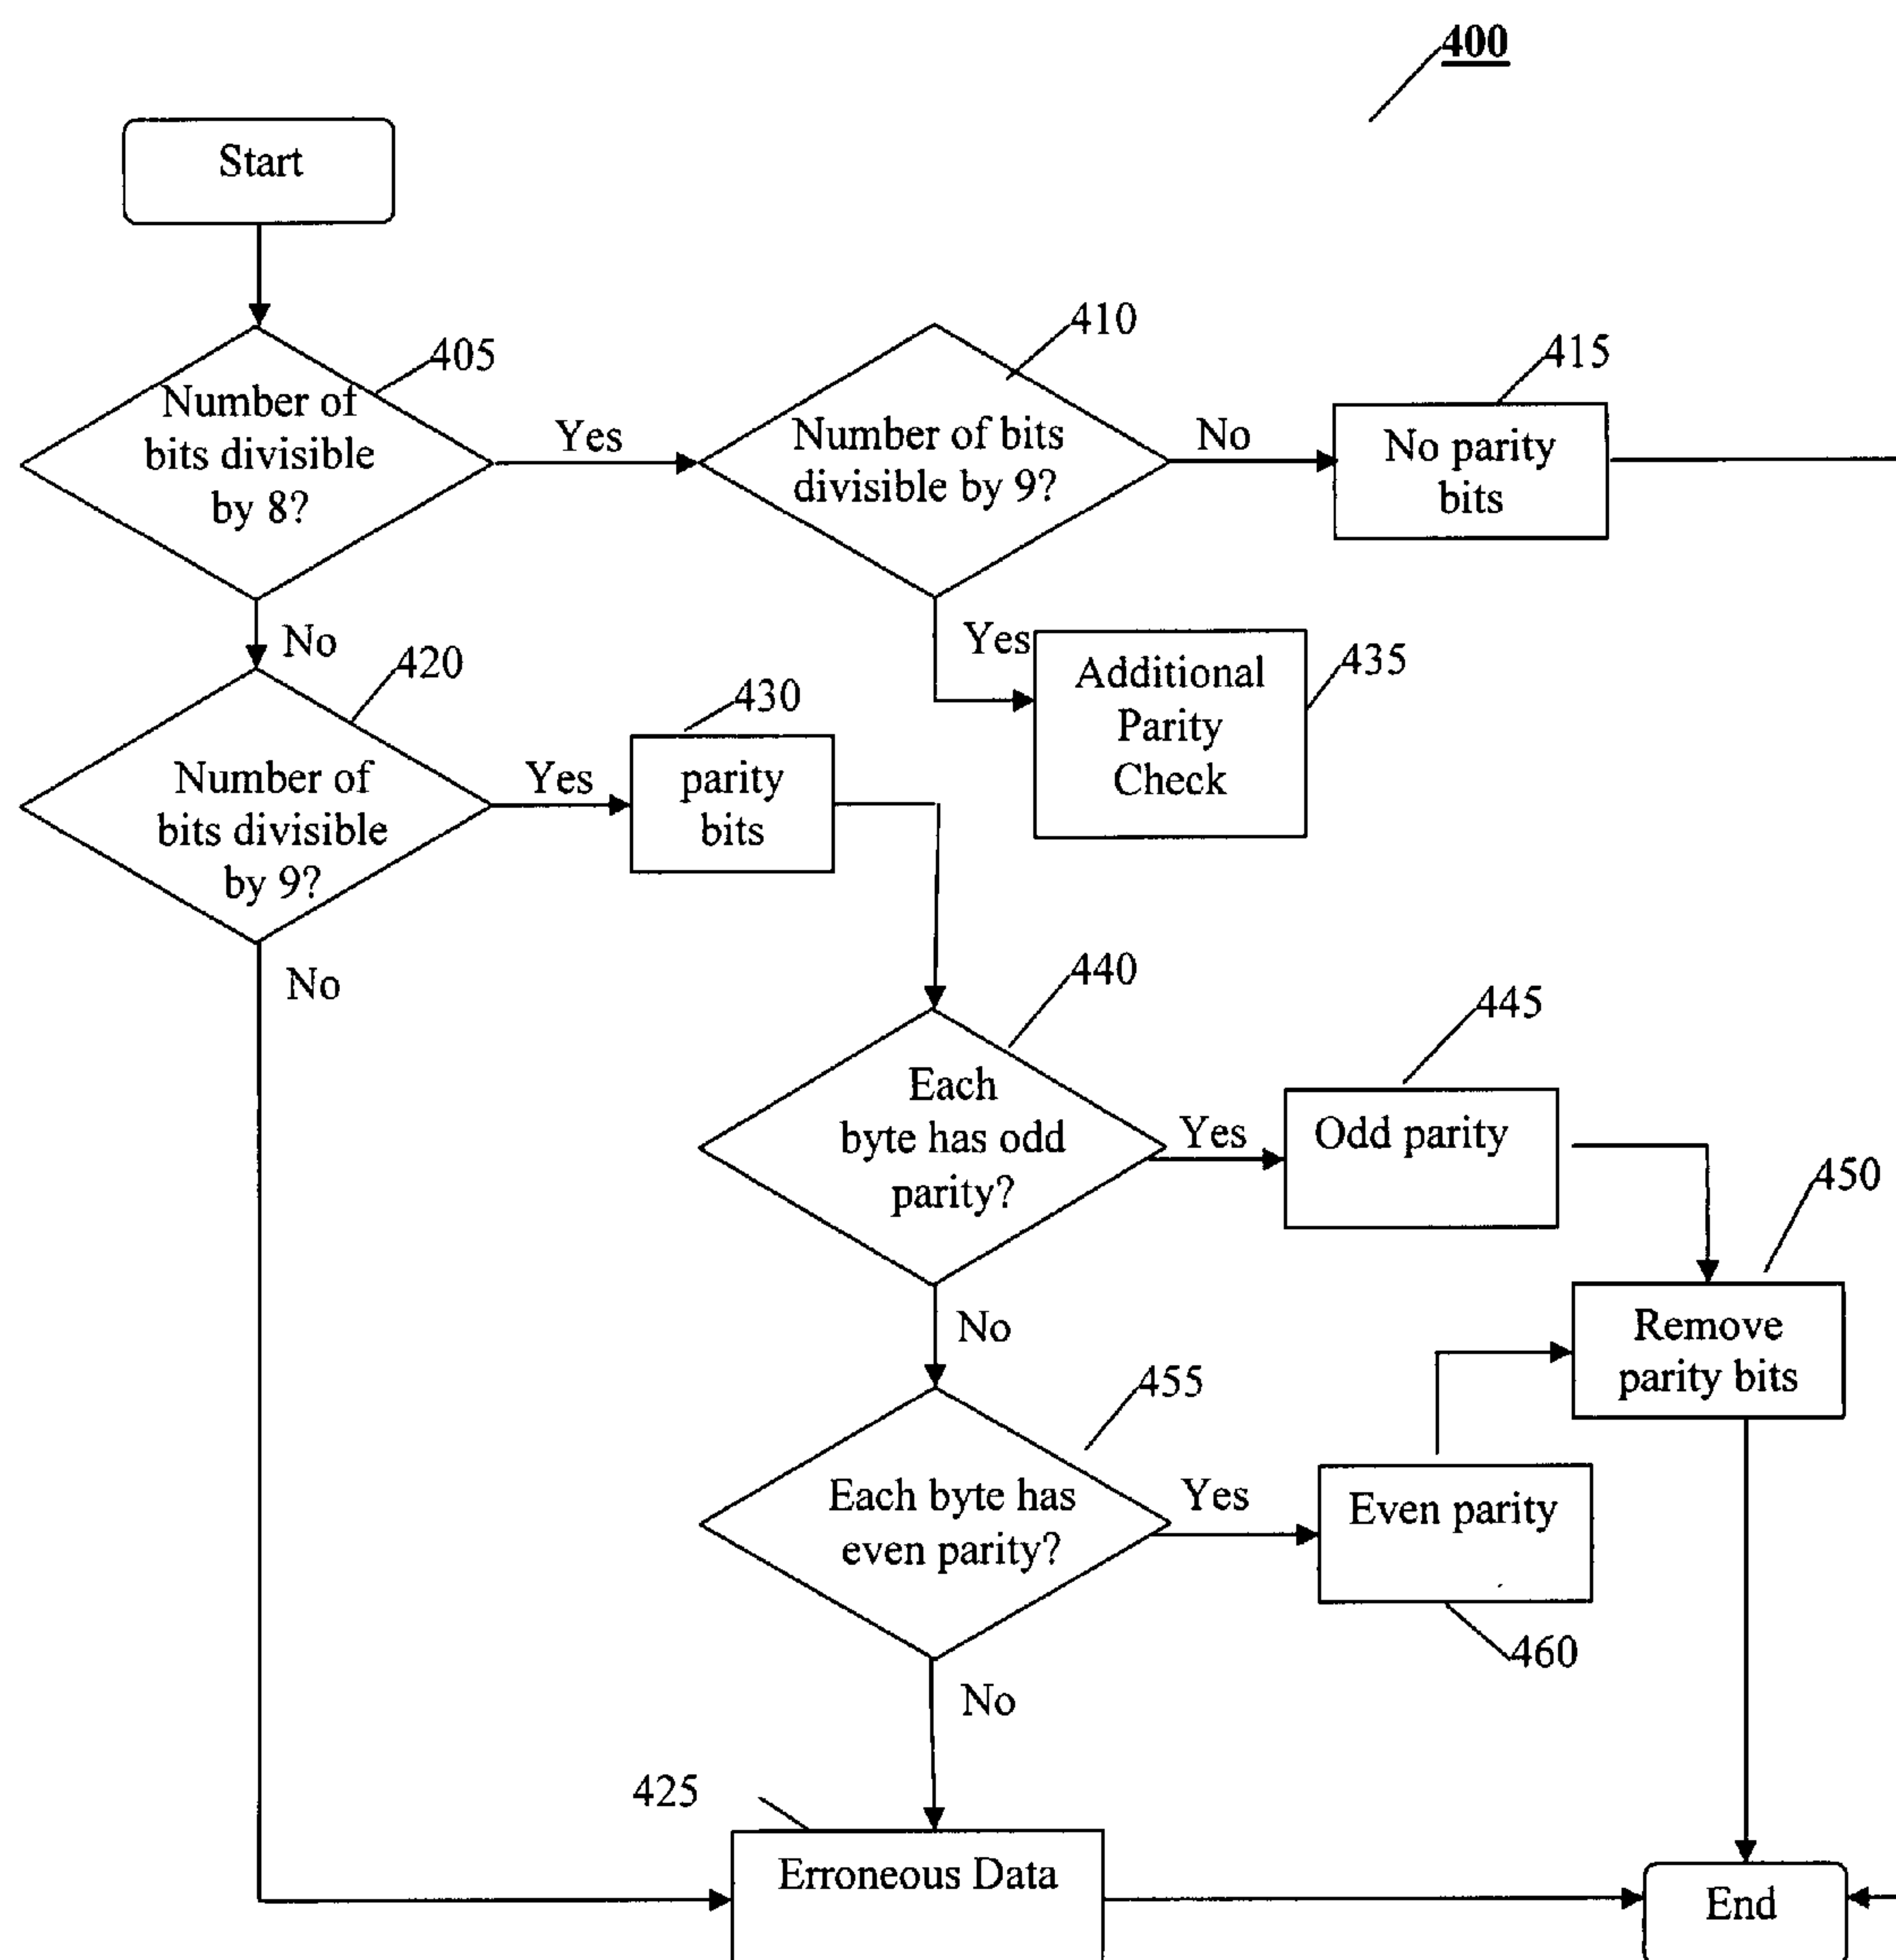 400
Start
405
Number of
bits divisible
by 8?
Yes
410
Number of bits
divisible by 9?
No
415
No parity
bits
No
420
Number of
bits divisible
by 9?
Yes
430
parity
bits
Yes
Additional
Parity
Check
435
No
440
Each
byte has odd
parity?
Yes
445
Odd parity
450
Remove
parity bits
No
455
Each byte has
even parity?
Yes
Even parity
460
No
425
Erroneous Data
End